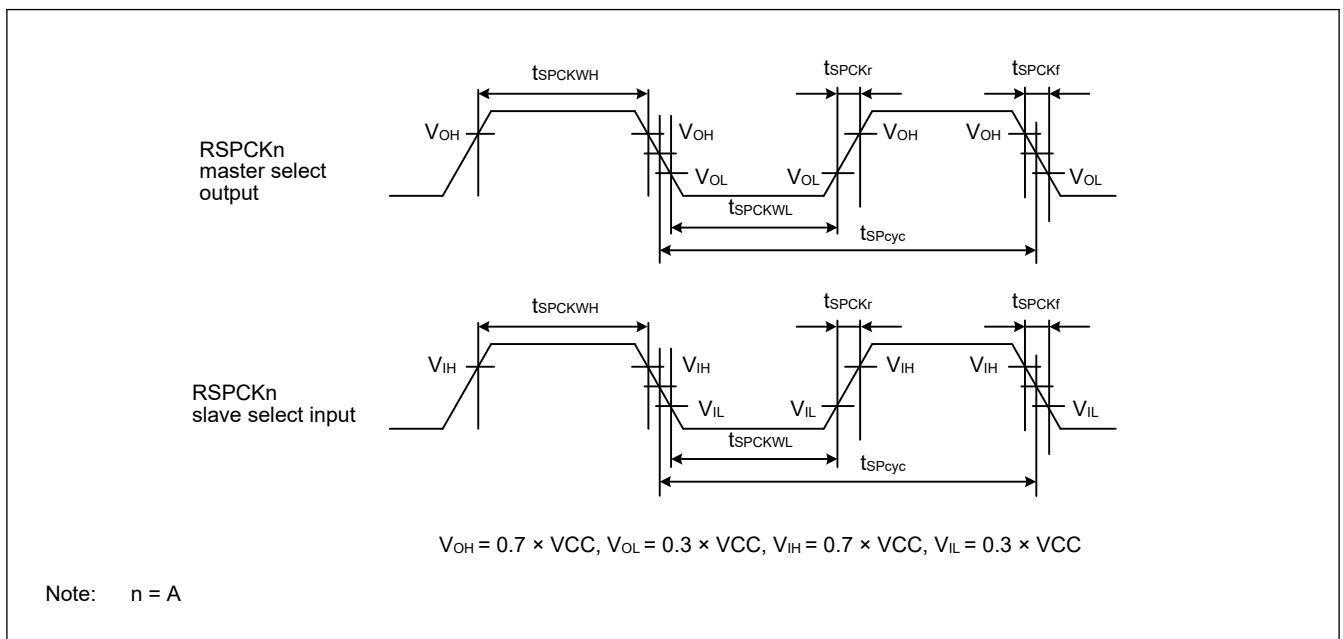 tSPCKWH
tSPCKr
tSPCKf
VOH
VOH
VOH
VOH
RSPCKn
master select
output
VOL
VOL
VOL
tSPCKWL
tSPcyc
tSPCKWH
tSPCKr
tSPCKf
VIH
VIH
VIH
VIH
RSPCKn
slave select input
VIL
VIL
VIL
tSPCKWL
tSPcyc
VOH = 0.7 × VCC, VOL = 0.3 × VCC, VIH = 0.7 × VCC, VIL = 0.3 × VCC
Note: n = A